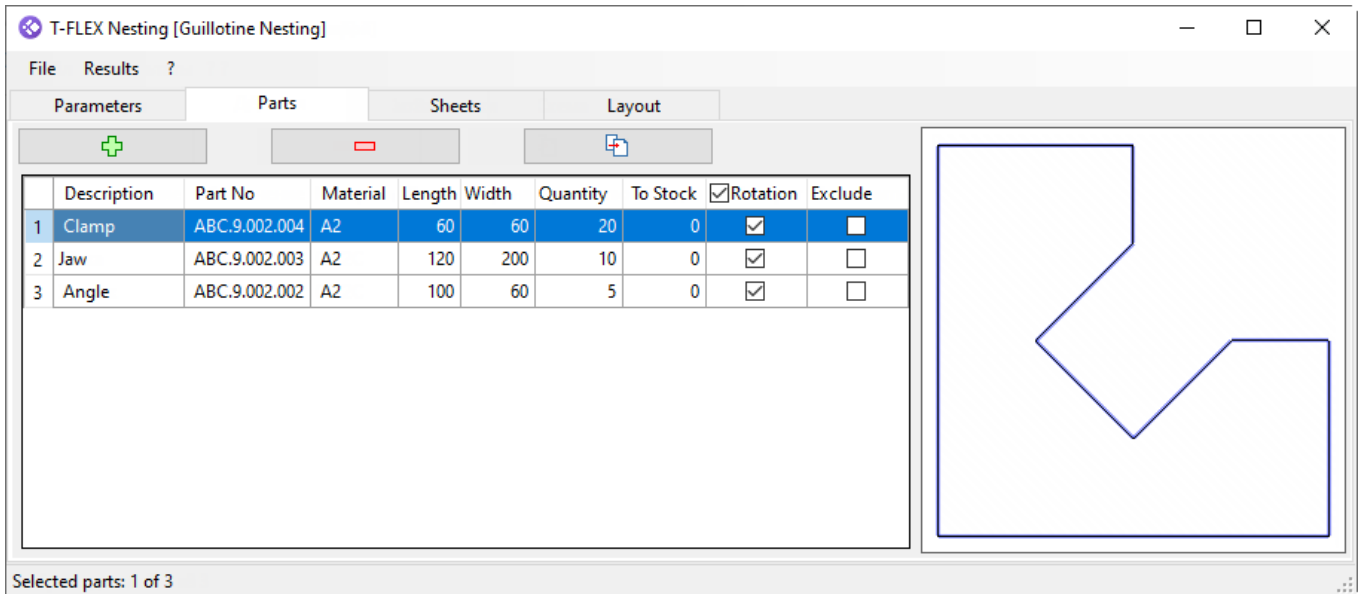 T-FLEX Nesting [Guillotine Nesting]
File Results ?
Parameters Parts Sheets Layout
Description Part No Material Length Width Quantity To Stock Rotation Exclude
1 Clamp ABC.9.002.004 A2 60 60 20 0
2 Jaw ABC.9.002.003 A2 120 200 10 0
3 Angle ABC.9.002.002 A2 100 60 5 0
Selected parts: 1 of 3